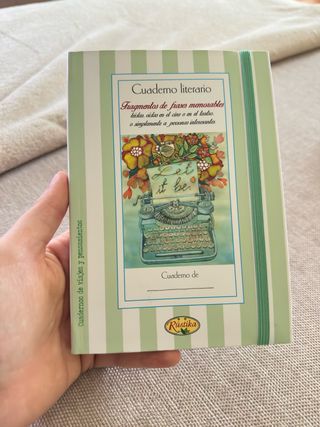 Cuaderno literario
Fragmentos de frases memorables
leídas, oídas en el cine o en el teatro,
o simplemente a personas interesantes
Let
it be!
Cuaderno de
Rustika
Cuadernos de viajes y pensamientos